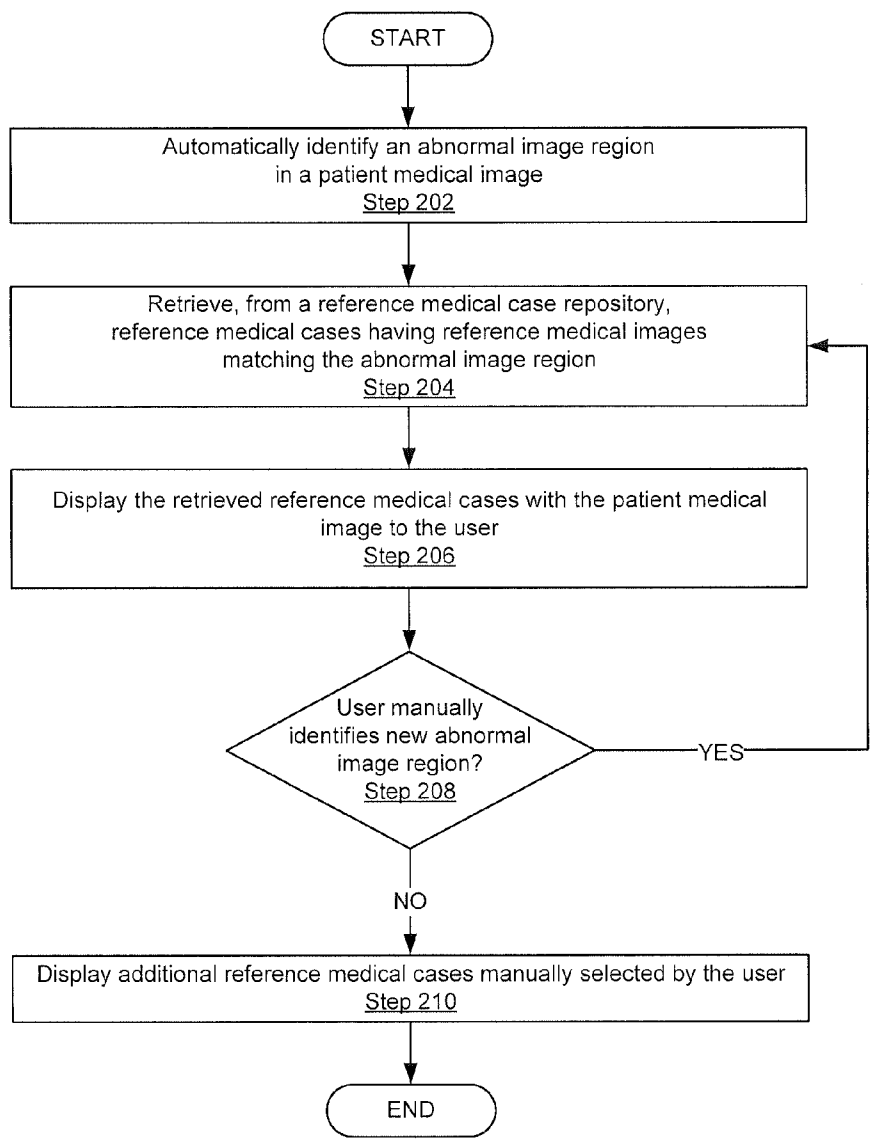 START
Automatically identify an abnormal image region
in a patient medical image
Step 202
Retrieve, from a reference medical case repository,
reference medical cases having reference medical images
matching the abnormal image region
Step 204
Display the retrieved reference medical cases with the patient medical
image to the user
Step 206
User manually
identifies new abnormal
image region?
Step 208
YES
NO
Display additional reference medical cases manually selected by the user
Step 210
END